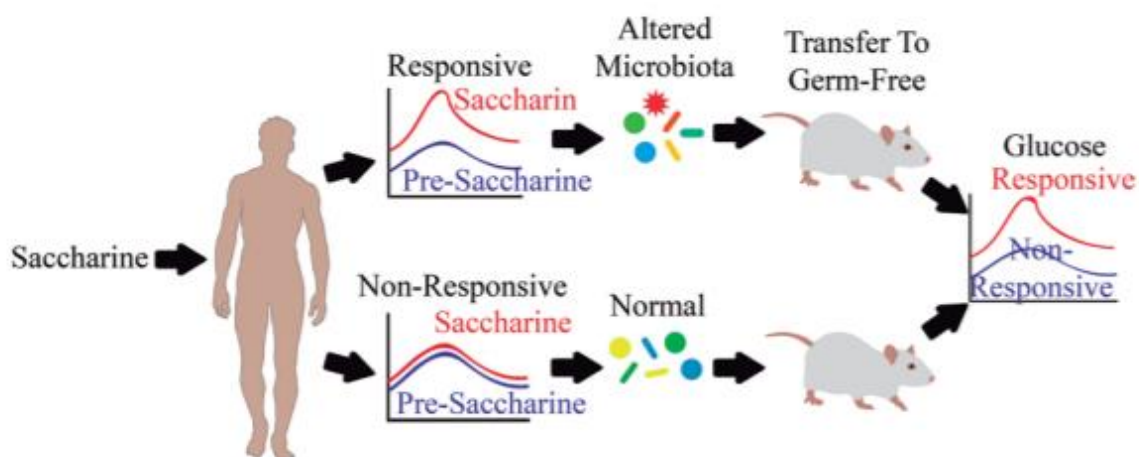 Saccharine
Responsive
Saccharin
Pre-Saccharine
Altered
Microbiota
Transfer To
Germ-Free
Non-Responsive
Saccharine
Pre-Saccharine
Normal
Glucose
Responsive
Non-
Responsive